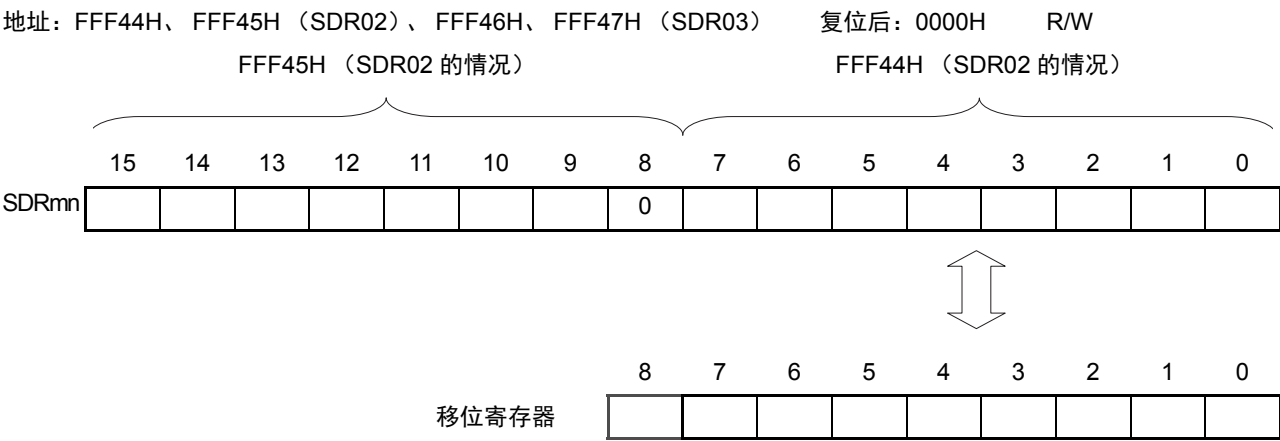 地址：FFF44H、 FFF45H （SDR02）、 FFF46H、 FFF47H （SDR03） 复位后：0000H R/W
FFF45H （SDR02 的情况） FFF44H （SDR02 的情况）
15 14 13 12 11 10 9 8 7 6 5 4 3 2 1 0
SDRmn 0
8 7 6 5 4 3 2 1 0
移位寄存器